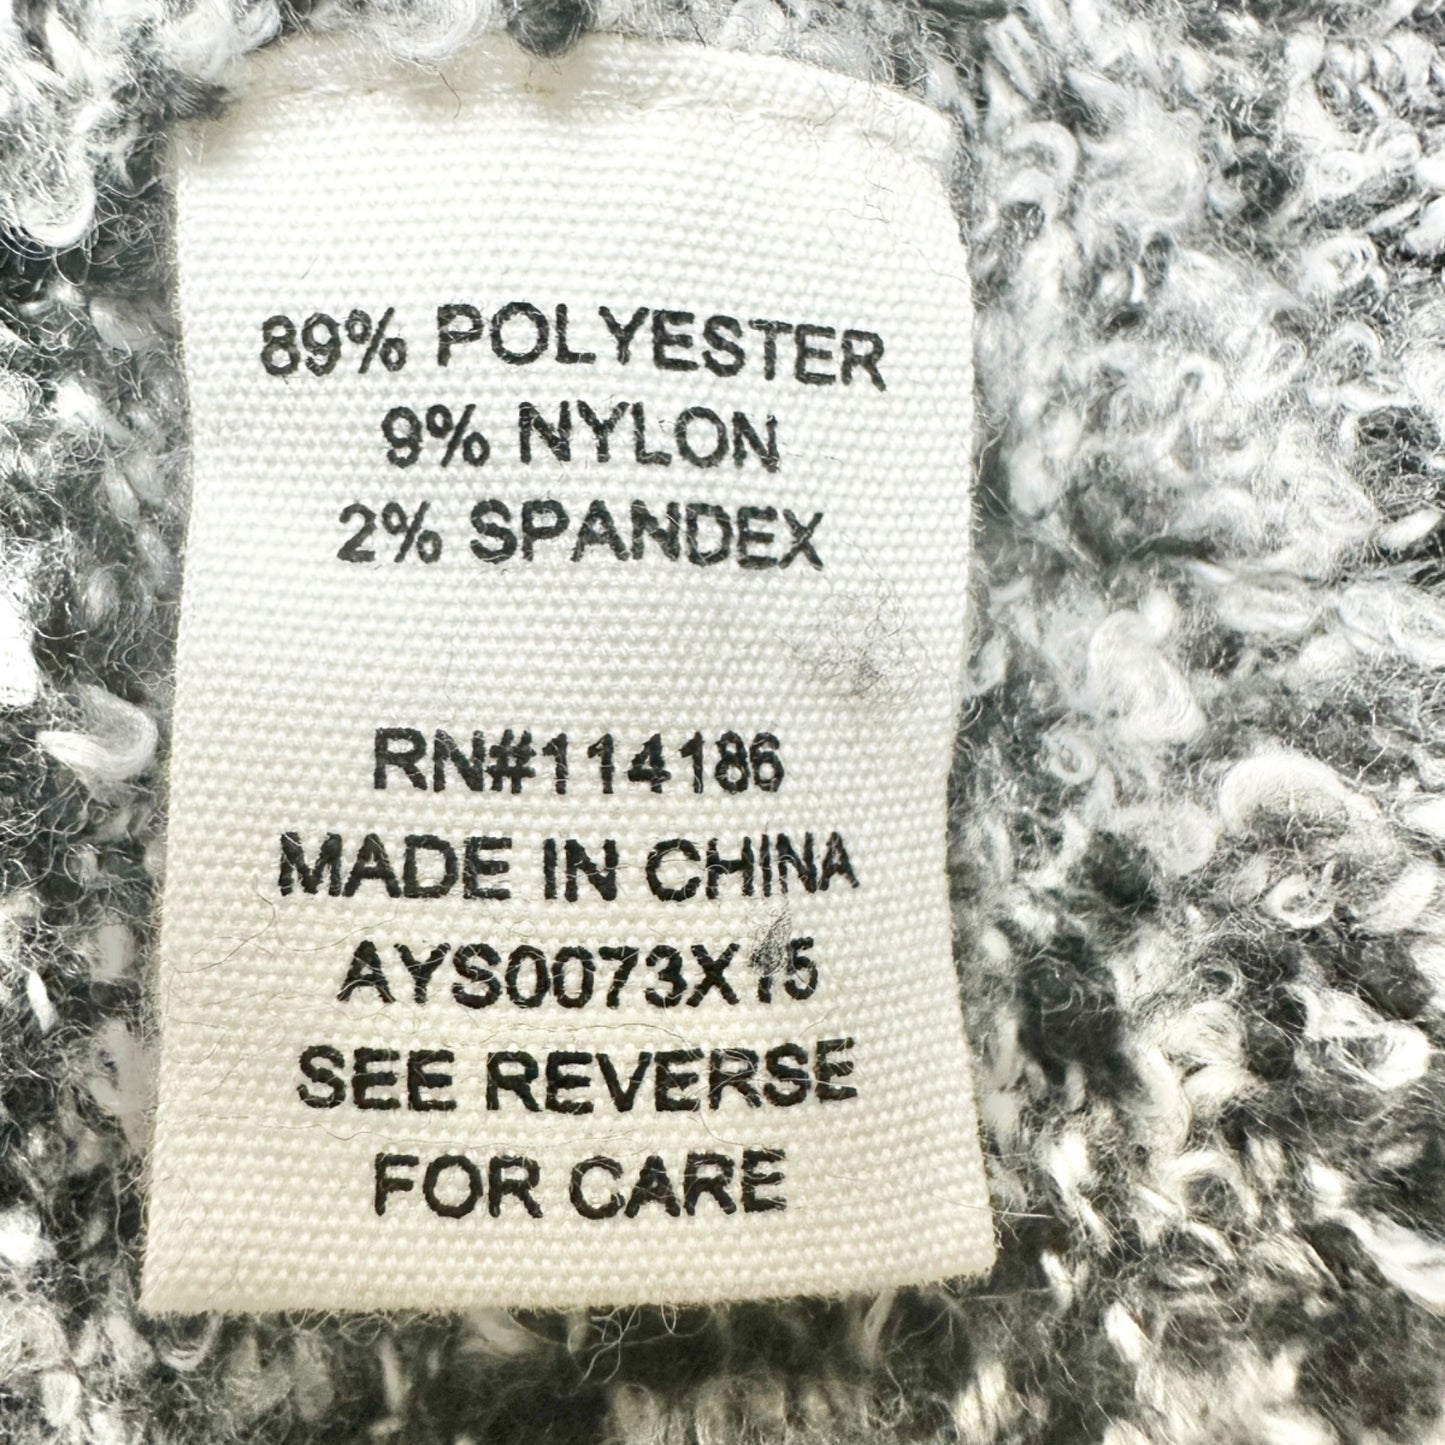 89% POLYESTER
9% NYLON
2% SPANDEX
RN#114186
MADE IN CHINA
AYS0073X15
SEE REVERSE
FOR CARE